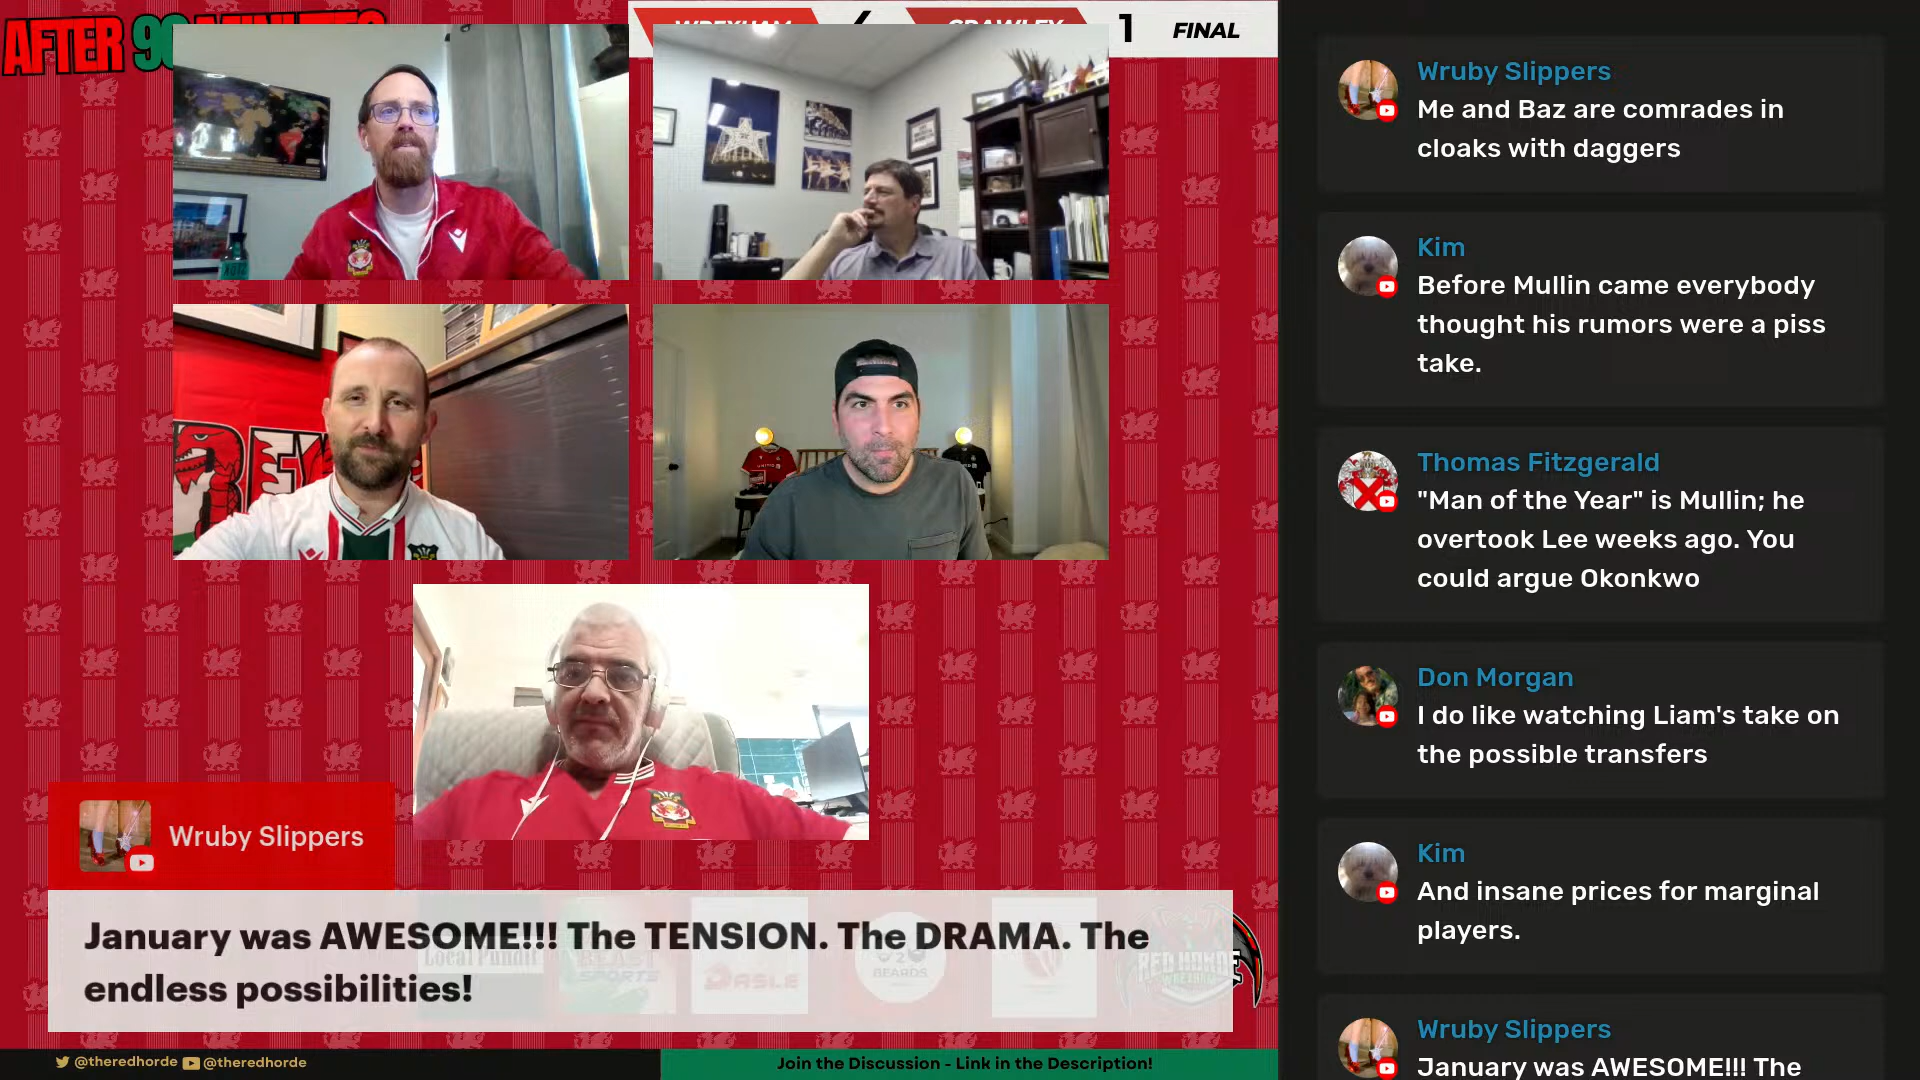 AFTER 90 MINUTES
WREXHAM
CRAWLEY 1 FINAL
Wruby Slippers
January was AWESOME!!! The TENSION. The DRAMA. The
endless possibilities!
@theredhorde @theredhorde
Join the Discussion - Link in the Description!
Wruby Slippers
Me and Baz are comrades in
cloaks with daggers
Kim
Before Mullin came everybody
thought his rumors were a piss
take.
Thomas Fitzgerald
"Man of the Year" is Mullin; he
overtook Lee weeks ago. You
could argue Okonkwo
Don Morgan
I do like watching Liam's take on
the possible transfers
Kim
And insane prices for marginal
players.
Wruby Slippers
January was AWESOME!!! The